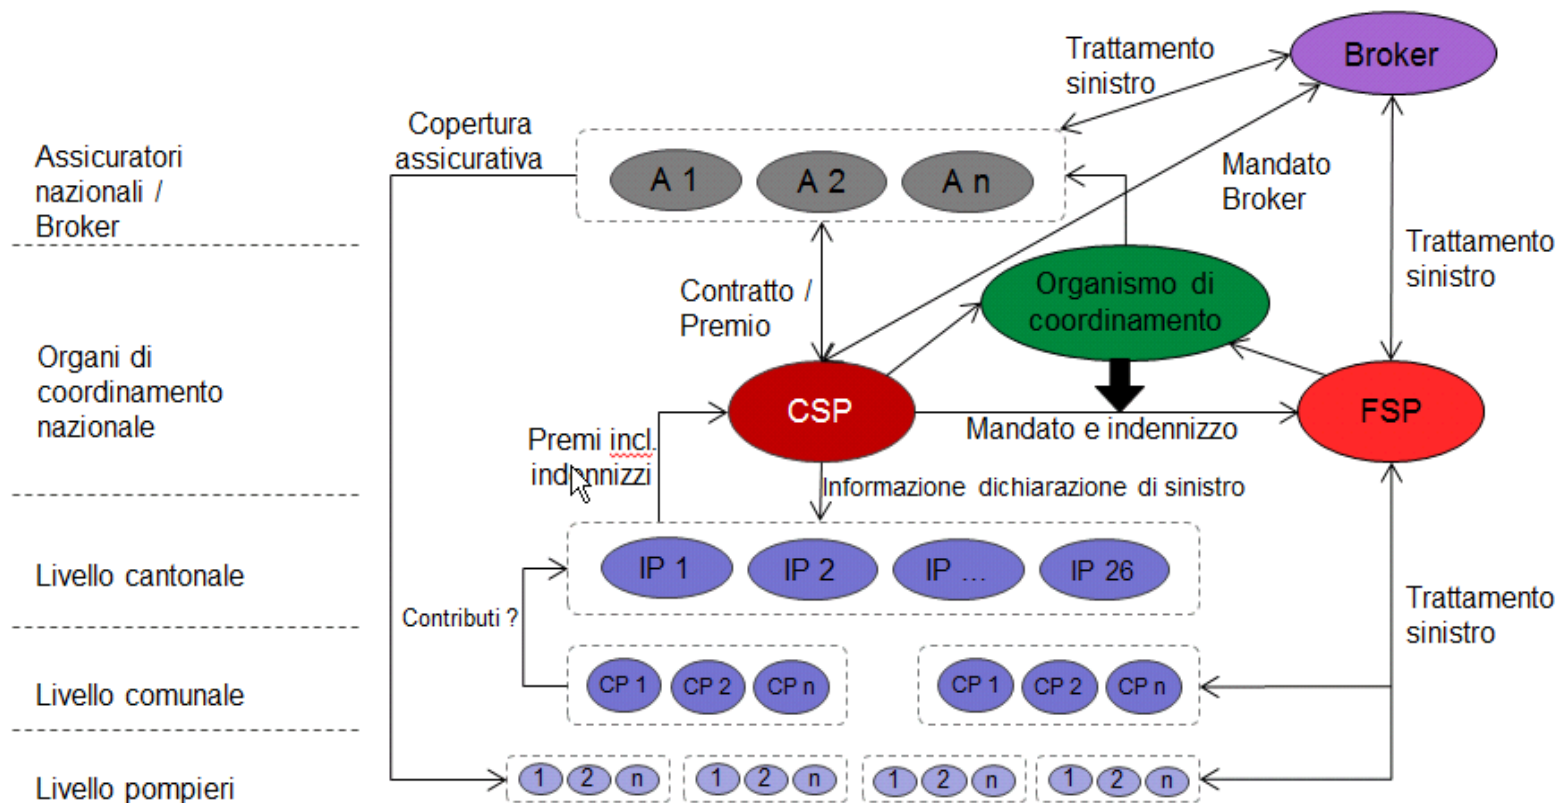 Broker
Trattamento
sinistro
Copertura
assicurativa
Assicuratori
nazionali /
Broker
A 1
A 2
A n
Mandato
Broker
Trattamento
sinistro
Contratto /
Premio
Organismo di
coordinamento
Organi di
coordinamento
nazionale
CSP
FSP
Mandato e indennizzo
Premi incl.
indennizzi
Informazione dichiarazione di sinistro
Livello cantonale
IP 1
IP 2
IP ...
IP 26
Contributi ?
Trattamento
sinistro
Livello comunale
CP 1
CP 2
CP n
CP 1
CP 2
CP n
Livello pompieri
1
2
n
1
2
n
1
2
n
1
2
n